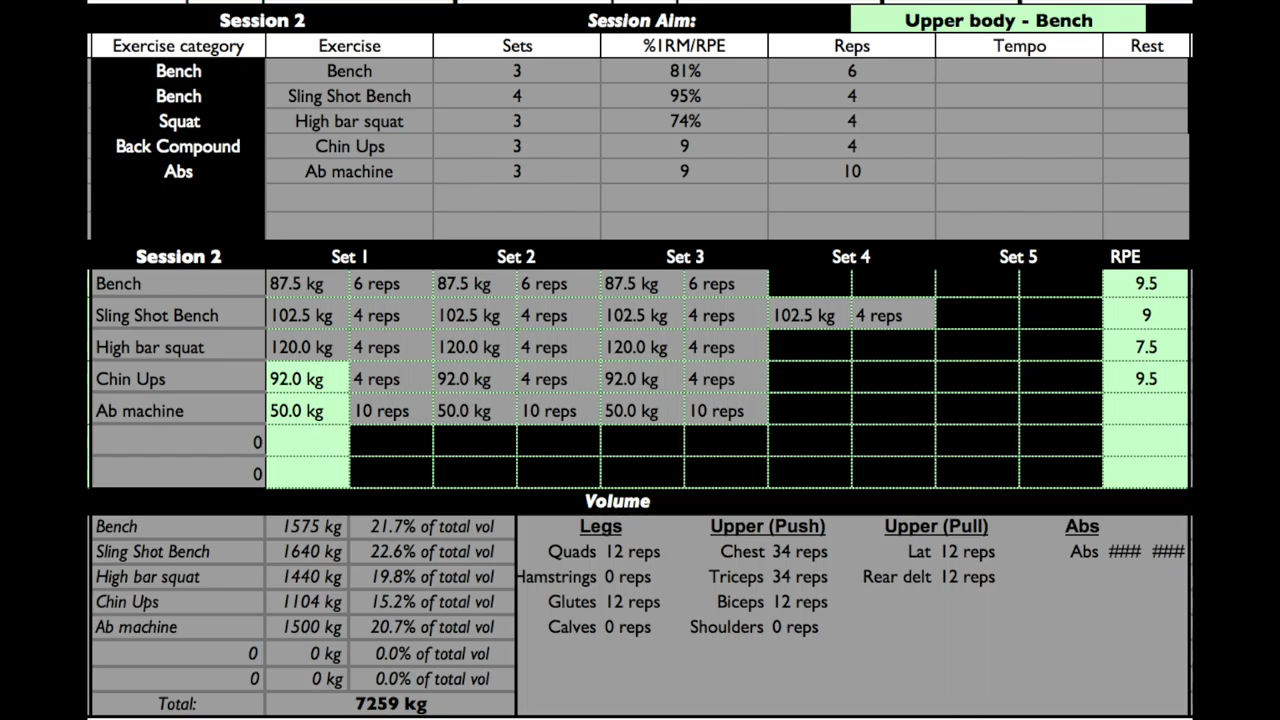 Session 2 Session Aim: Upper body - Bench
Exercise category Exercise Sets %1RM/RPE Reps Tempo Rest
Bench Bench 3 81% 6
Bench Sling Shot Bench 4 95% 4
Squat High bar squat 3 74% 4
Back Compound Chin Ups 3 9 4
Abs Ab machine 3 9 10
Session 2 Set 1 Set 2 Set 3 Set 4 Set 5 RPE
Bench 87.5 kg 6 reps 87.5 kg 6 reps 87.5 kg 6 reps 9.5
Sling Shot Bench 102.5 kg 4 reps 102.5 kg 4 reps 102.5 kg 4 reps 102.5 kg 4 reps 9
High bar squat 120.0 kg 4 reps 120.0 kg 4 reps 120.0 kg 4 reps 7.5
Chin Ups 92.0 kg 4 reps 92.0 kg 4 reps 92.0 kg 4 reps 9.5
Ab machine 50.0 kg 10 reps 50.0 kg 10 reps 50.0 kg 10 reps
0
0
Volume
Bench 1575 kg 21.7% of total vol Legs Upper (Push) Upper (Pull) Abs
Sling Shot Bench 1640 kg 22.6% of total vol Quads 12 reps Chest 34 reps Lat 12 reps Abs ### ###
High bar squat 1440 kg 19.8% of total vol Hamstrings 0 reps Triceps 34 reps Rear delt 12 reps
Chin Ups 1104 kg 15.2% of total vol Glutes 12 reps Biceps 12 reps
Ab machine 1500 kg 20.7% of total vol Calves 0 reps Shoulders 0 reps
0 0 kg 0.0% of total vol
0 0 kg 0.0% of total vol
Total: 7259 kg